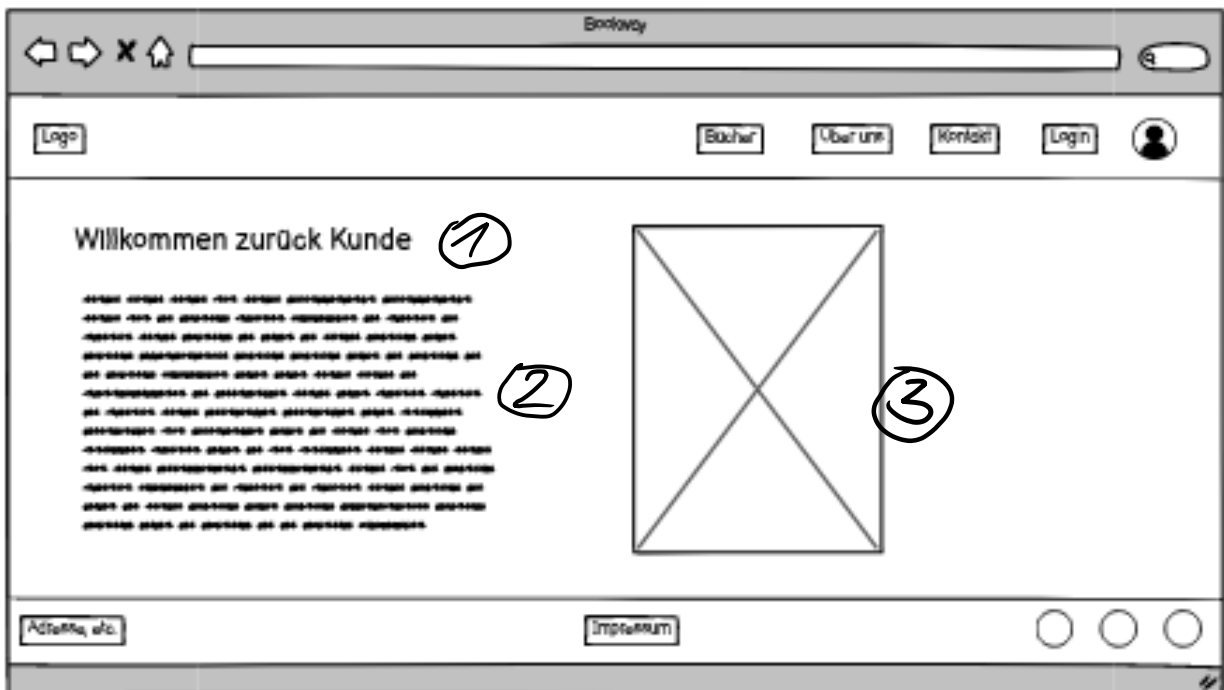 Bookway
Logo
Bücher
Über uns
Kontakt
Login
Willkommen zurück Kunde
1
2
3
Adresse, etc.
Impressum